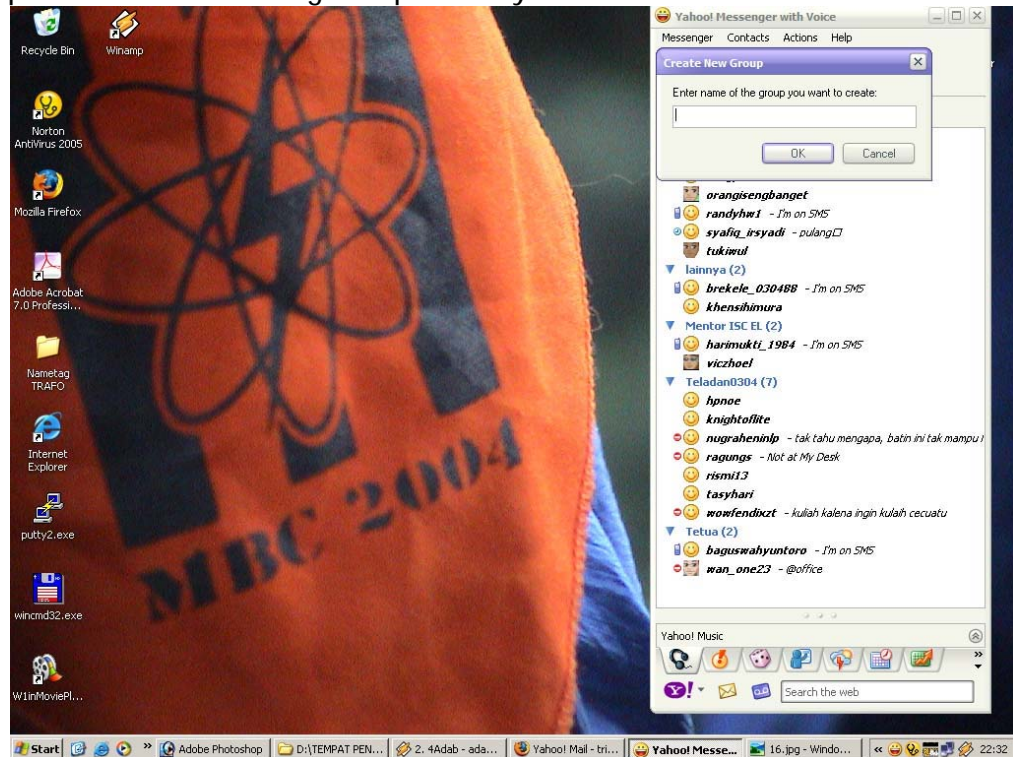 Recycle Bin
Winamp
Norton
AntiVirus 2005
Mozilla Firefox
Adobe Acrobat
7.0 Professi...
Nametag
TRAFO
Internet
Explorer
putty2.exe
wincmd32.exe
W1inMoviePl...
MBC 2004
Yahoo! Messenger with Voice
Messenger Contacts Actions Help
Create New Group
Enter name of the group you want to create:
OK Cancel
orangisengbanget
randyhw1 - I'm on SMS
syafiq_irsyadi - pulang
tukiwul
lainnya (2)
brekele_030488 - I'm on SMS
khensihimura
Mentor ISC EL (2)
harimukti_1984 - I'm on SMS
viczhoel
Teladan0304 (7)
hpnoe
knightoflite
nugraheninlp - tak tahu mengapa, batin ini tak mampu
ragungs - Not at My Desk
rismi13
tasyhari
wowfendixzt - kuliah kalena ingin kulaih cecuatu
Tetua (2)
baguswahyuntoro - I'm on SMS
wan_one23 - @office
Yahoo! Music
Y! Search the web
Start » Adobe Photoshop D:\TEMPAT PEN... 2. 4Adab - ada... Yahoo! Mail - tri... Yahoo! Messe... 16.jpg - Windo... « 22:32